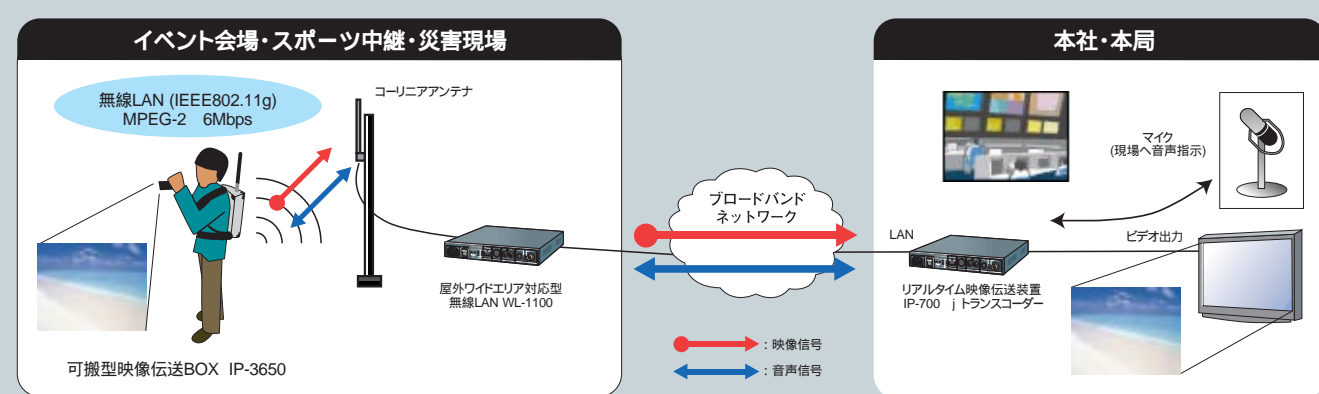 イベント会場・スポーツ中継・災害現場
無線LAN (IEEE802.11g)
MPEG-2 6Mbps
コーリニアアンテナ
屋外ワイドエリア対応型
無線LAN WL-1100
可搬型映像伝送BOX IP-3650
ブロードバンド
ネットワーク
：映像信号
：音声信号
本社・本局
マイク
(現場へ音声指示)
LAN
ビデオ出力
リアルタイム映像伝送装置
IP-700 j トランスコーダー